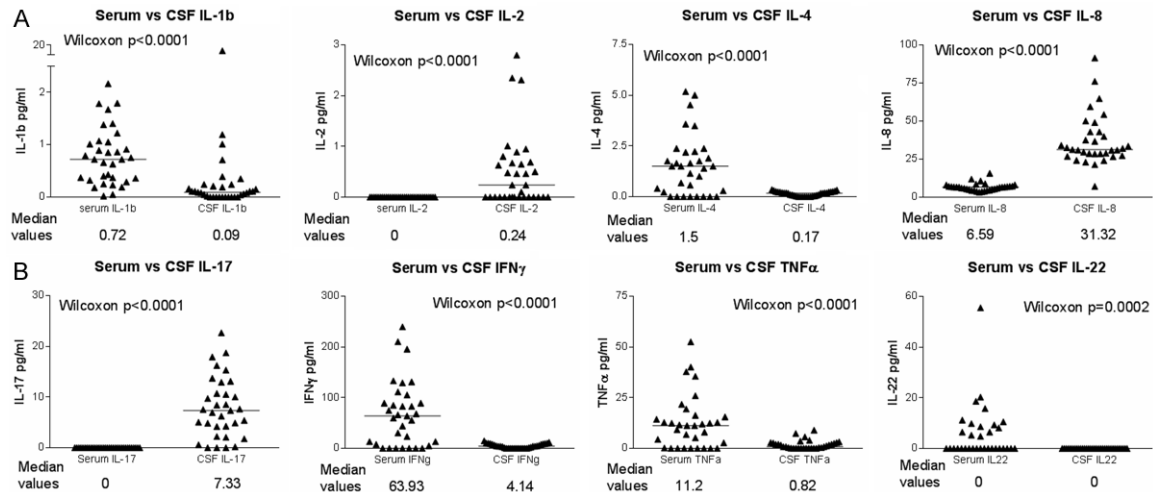 A
Serum vs CSF IL-1b
Serum vs CSF IL-2
Serum vs CSF IL-4
Serum vs CSF IL-8
20
2
1
0
IL-1b pg/ml
Wilcoxon p<0.0001
serum IL-1b
CSF IL-1b
3
2
1
0
IL-2 pg/ml
Wilcoxon p<0.0001
serum IL-2
CSF IL-2
7.5
5.0
2.5
0.0
IL-4 pg/ml
Wilcoxon p<0.0001
Serum IL-4
CSF IL-4
100
75
50
25
0
IL-8 pg/ml
Wilcoxon p<0.0001
Serum IL-8
CSF IL-8
Median values 0.72 0.09
Median values 0 0.24
Median values 1.5 0.17
Median values 6.59 31.32
B
Serum vs CSF IL-17
Serum vs CSF IFNγ
Serum vs CSF TNFα
Serum vs CSF IL-22
30
20
10
0
IL-17 pg/ml
Wilcoxon p<0.0001
Serum IL-17
CSF IL-17
300
200
100
0
IFNγ pg/ml
Wilcoxon p<0.0001
Serum IFNg
CSF IFNg
75
50
25
0
TNFα pg/ml
Wilcoxon p<0.0001
Serum TNFa
CSF TNFa
60
40
20
0
IL-22 pg/ml
Wilcoxon p=0.0002
Serum IL22
CSF IL22
Median values 0 7.33
Median values 63.93 4.14
Median values 11.2 0.82
Median values 0 0